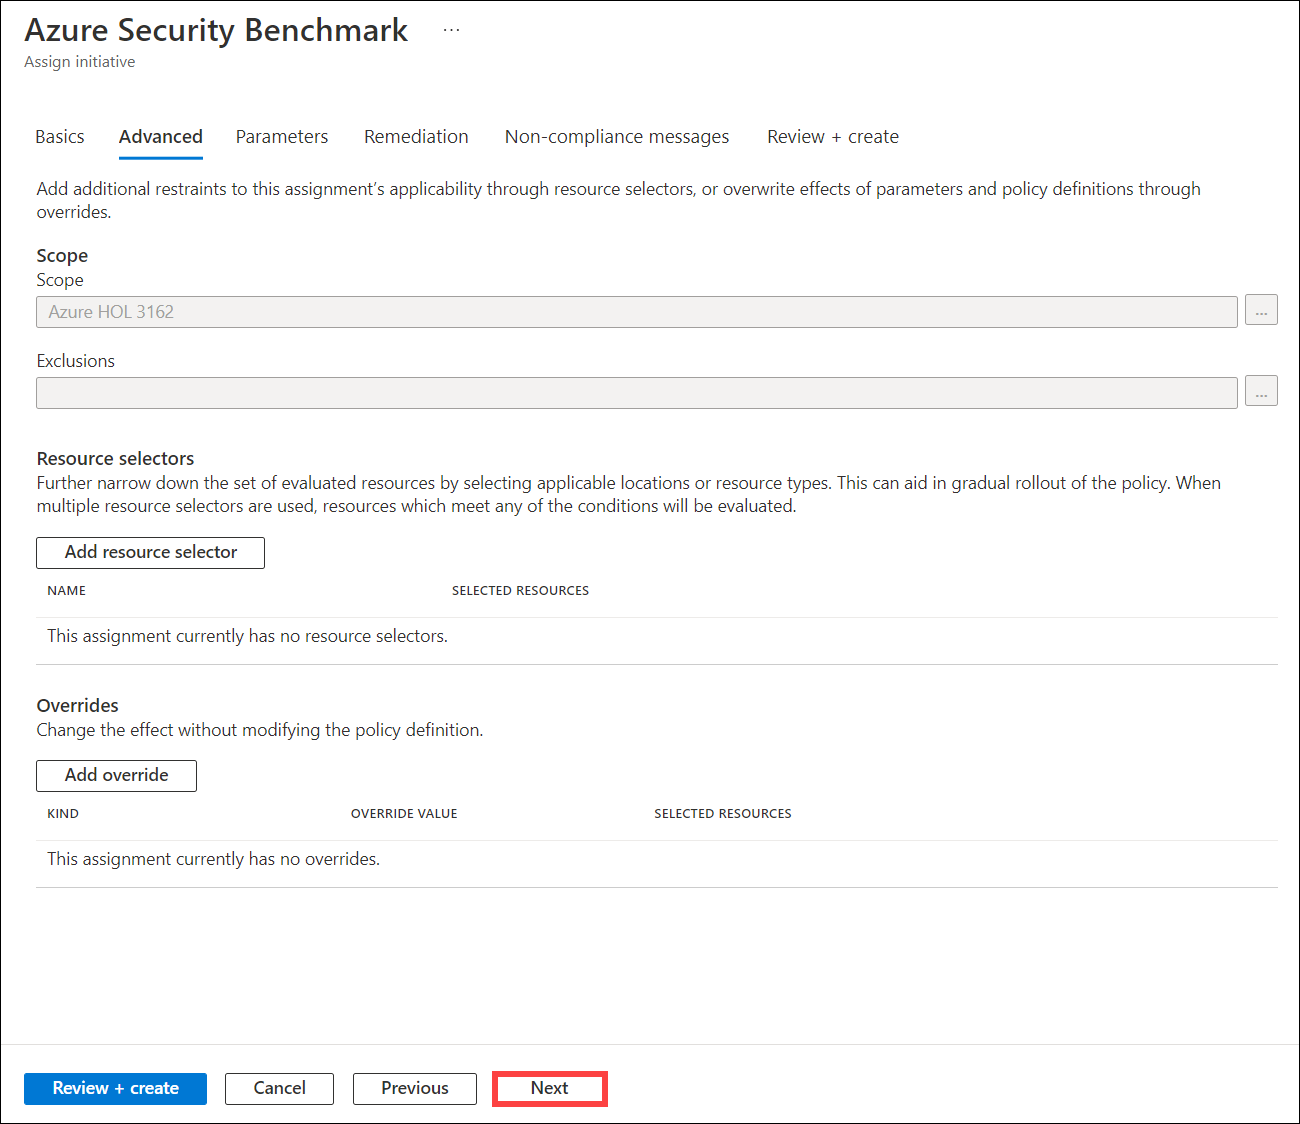 Azure Security Benchmark ...
Assign initiative
Basics Advanced Parameters Remediation Non-compliance messages Review + create
Add additional restraints to this assignment’s applicability through resource selectors, or overwrite effects of parameters and policy definitions through
overrides.
Scope
Scope
Azure HOL 3162 ...
Exclusions
...
Resource selectors
Further narrow down the set of evaluated resources by selecting applicable locations or resource types. This can aid in gradual rollout of the policy. When
multiple resource selectors are used, resources which meet any of the conditions will be evaluated.
Add resource selector
NAME SELECTED RESOURCES
This assignment currently has no resource selectors.
Overrides
Change the effect without modifying the policy definition.
Add override
KIND OVERRIDE VALUE SELECTED RESOURCES
This assignment currently has no overrides.
Review + create Cancel Previous Next